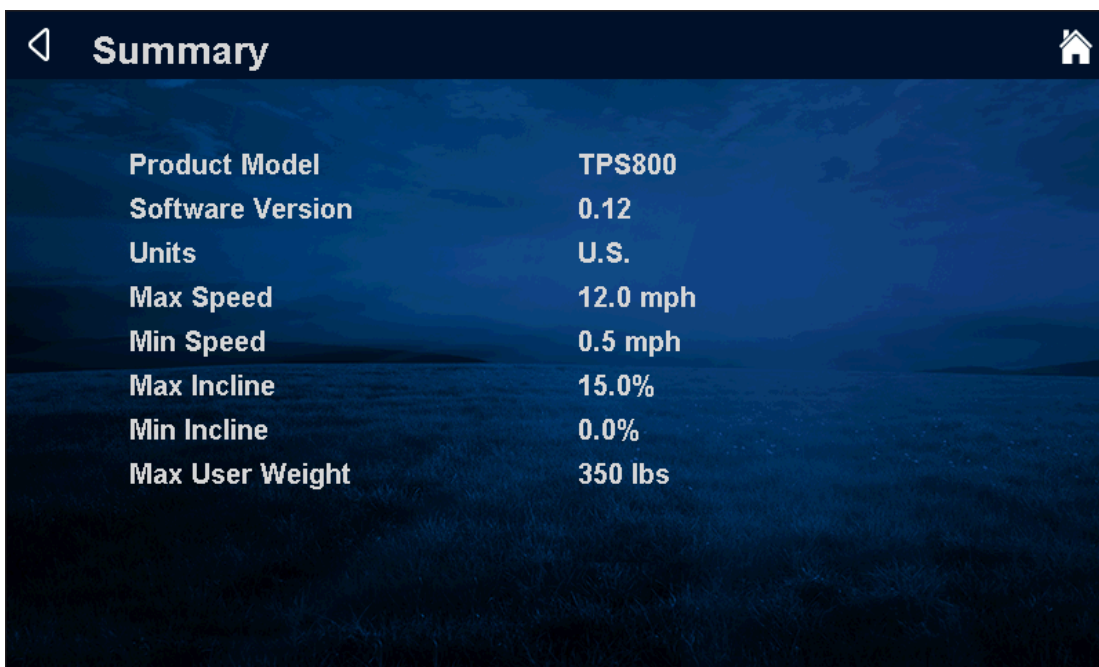 Summary
Product Model TPS800
Software Version 0.12
Units U.S.
Max Speed 12.0 mph
Min Speed 0.5 mph
Max Incline 15.0%
Min Incline 0.0%
Max User Weight 350 lbs